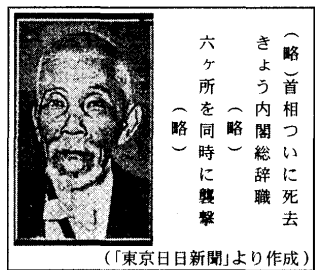 （略）首相ついに死去
きょう内閣総辞職
（略）
六ヶ所を同時に襲撃
（略）
（「東京日日新聞」より作成）